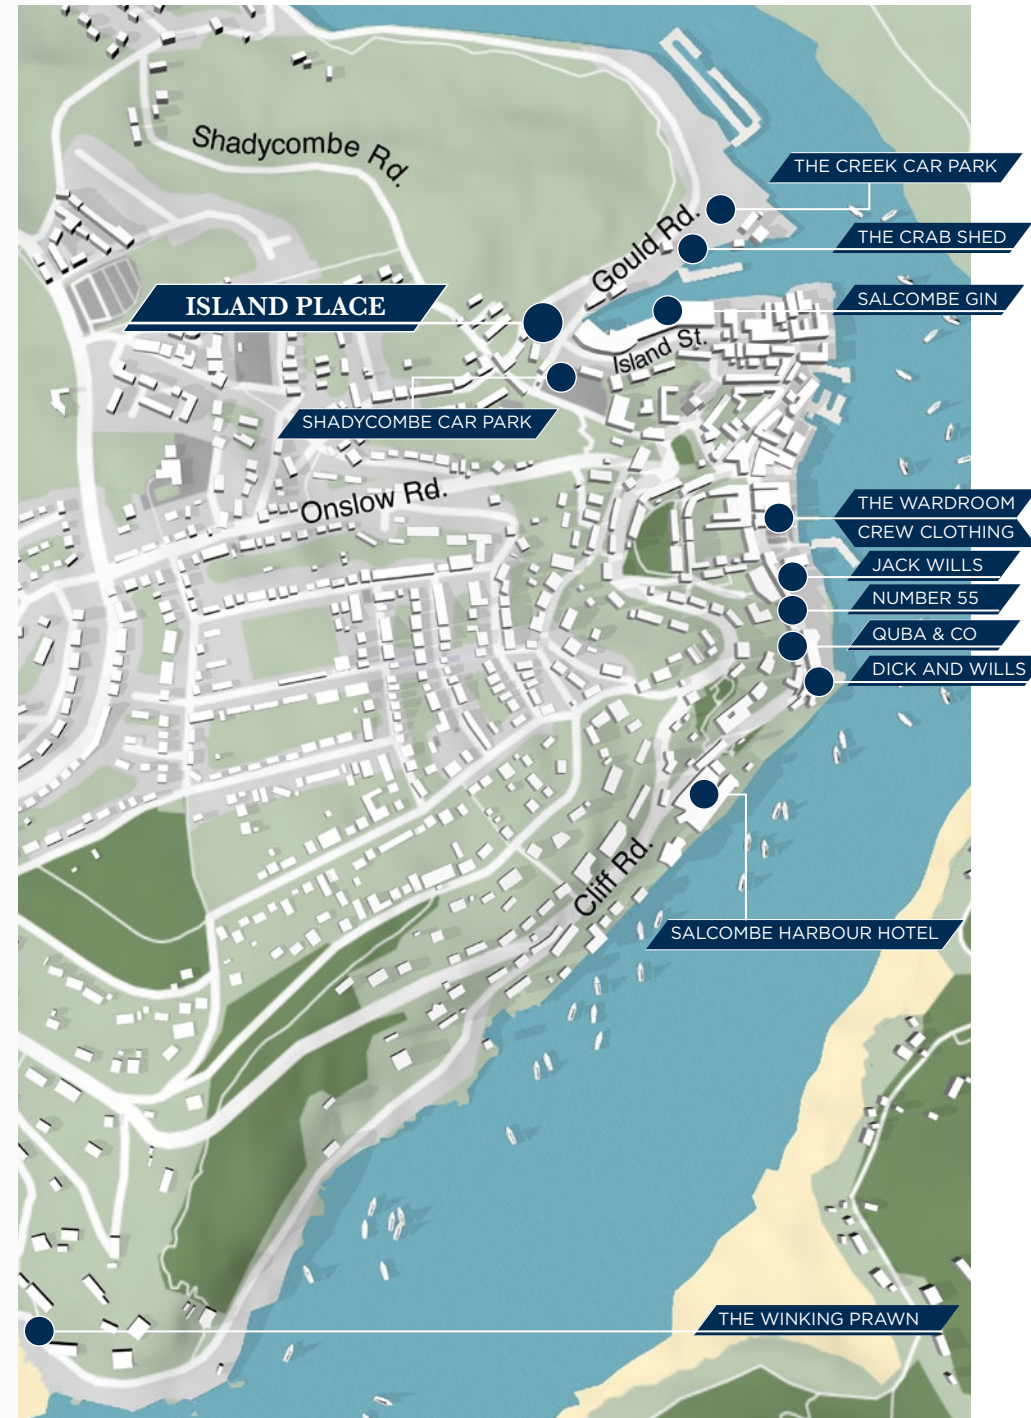 Shadycombe Rd.
THE CREEK CAR PARK
Gould Rd.
THE CRAB SHED
ISLAND PLACE
SALCOMBE GIN
Island St.
SHADYCOMBE CAR PARK
Onslow Rd.
THE WARDROOM
CREW CLOTHING
JACK WILLS
NUMBER 55
QUBA & CO
DICK AND WILLS
Cliff Rd.
SALCOMBE HARBOUR HOTEL
THE WINKING PRAWN